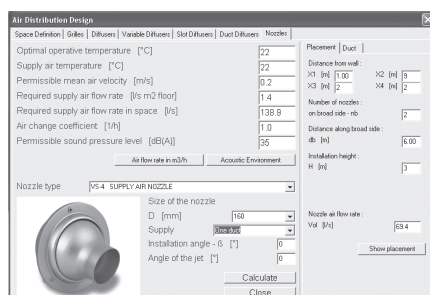 Air Distribution Design
Space Definition Grilles Diffusers Variable Diffusers Slot Diffusers Duct Diffusers Nozzles
Optimal operative temperature [°C] 22
Supply air temperature [°C] 22
Permissible mean air velocity [m/s] 0.2
Required supply air flow rate [l/s m2 floor] 1.4
Required supply air flow rate in space [l/s] 138.9
Air change coefficient [1/h] 1.0
Permissible sound pressure level [dB(A)] 35
Air flow rate in m3/h Acoustic Environment
Nozzle type VS-4 SUPPLY AIR NOZZLE
Size of the nozzle
D [mm] 160
Supply One duct
Installation angle - ß [°] 0
Angle of the jet [°] 0
Calculate
Close
Placement Duct
Distance from wall :
X1 [m] 1.00 X2 [m] 9
X3 [m] 2 X4 [m] 2
Number of nozzles :
on broad side - nb 2
Distance along broad side :
db [m] 6.00
Installation height :
H [m] 3
Nozzle air flow rate :
Vol [l/s] 69.4
Show placement